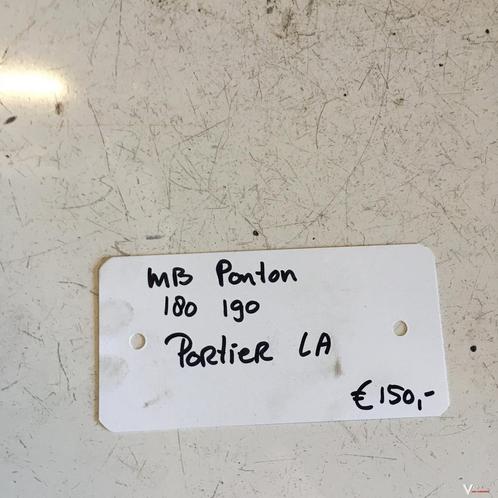 MB Ponton
180 190
Portier LA
€150,-